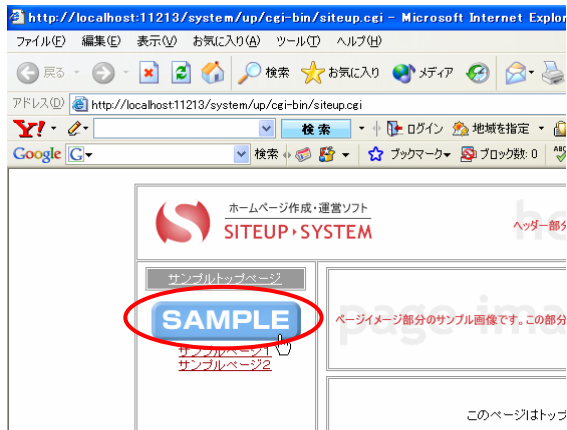 http://localhost:11213/system/up/cgi-bin/siteup.cgi - Microsoft Internet Explor
ファイル(F) 編集(E) 表示(V) お気に入り(A) ツール(T) ヘルプ(H)
戻る 検索 お気に入り メディア
アドレス(D) http://localhost:11213/system/up/cgi-bin/siteup.cgi
Y! 検索 ログイン 地域を指定
Google G 検索 ブックマーク ブロック数: 0 ABC
ホームページ作成・運営ソフト
SITEUP SYSTEM
ヘッダー部分
サンプルトップページ
SAMPLE
サンプルページ1
サンプルページ2
page ima
ページイメージ部分のサンプル画像です。この部分
このページはトップ